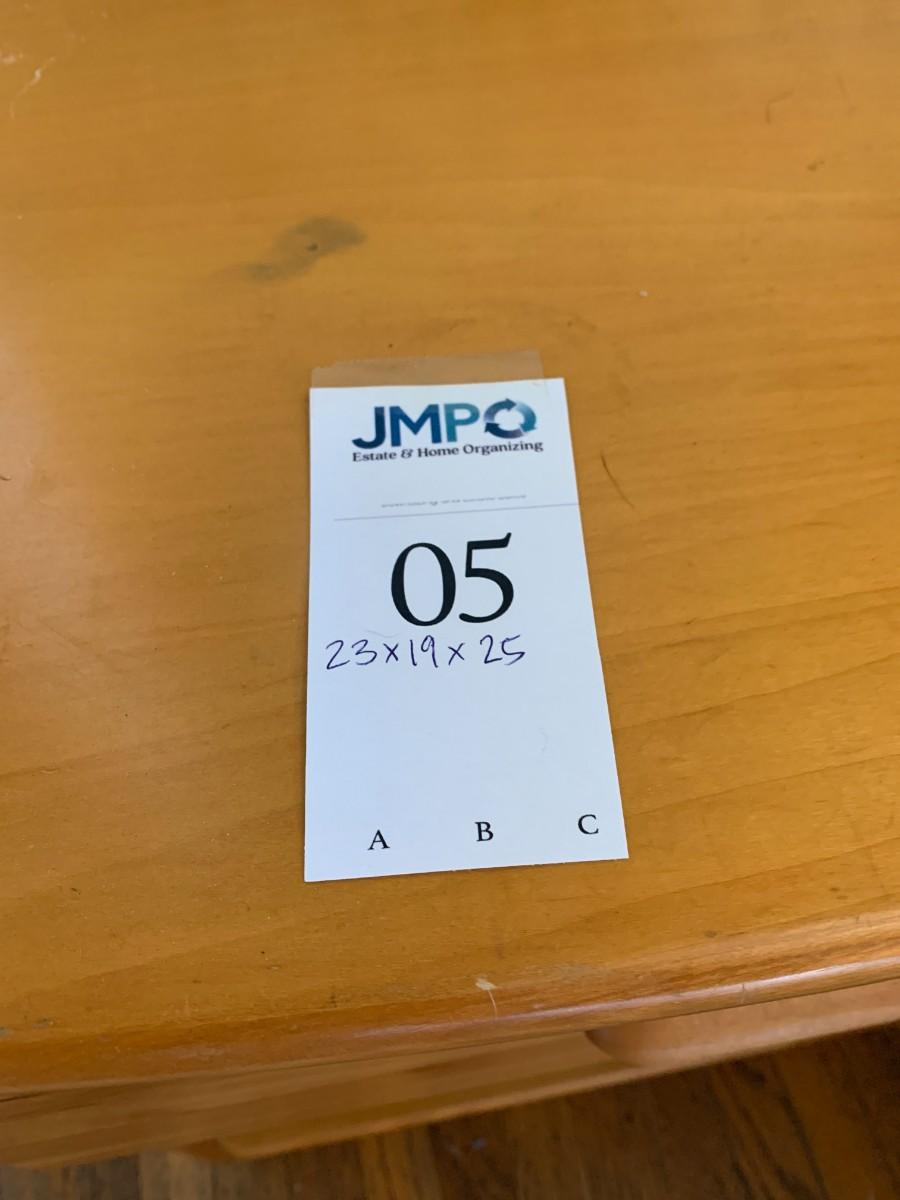 JMPO
Estate & Home Organizing
05
23x19x25
A B C